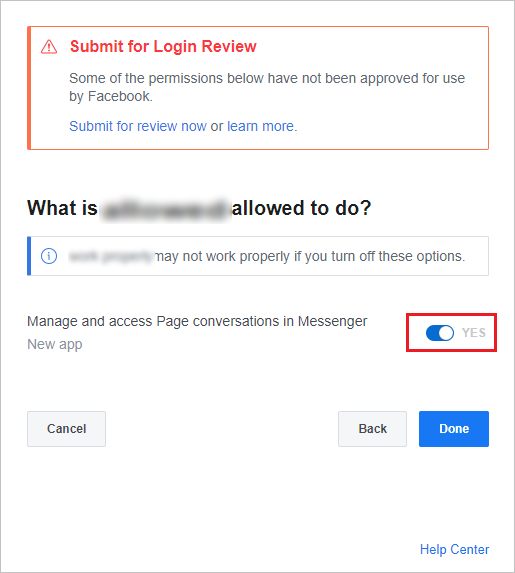 Submit for Login Review
Some of the permissions below have not been approved for use
by Facebook.
Submit for review now or learn more.
What is allowed to do?
may not work properly if you turn off these options.
Manage and access Page conversations in Messenger
New app
YES
Cancel
Back
Done
Help Center